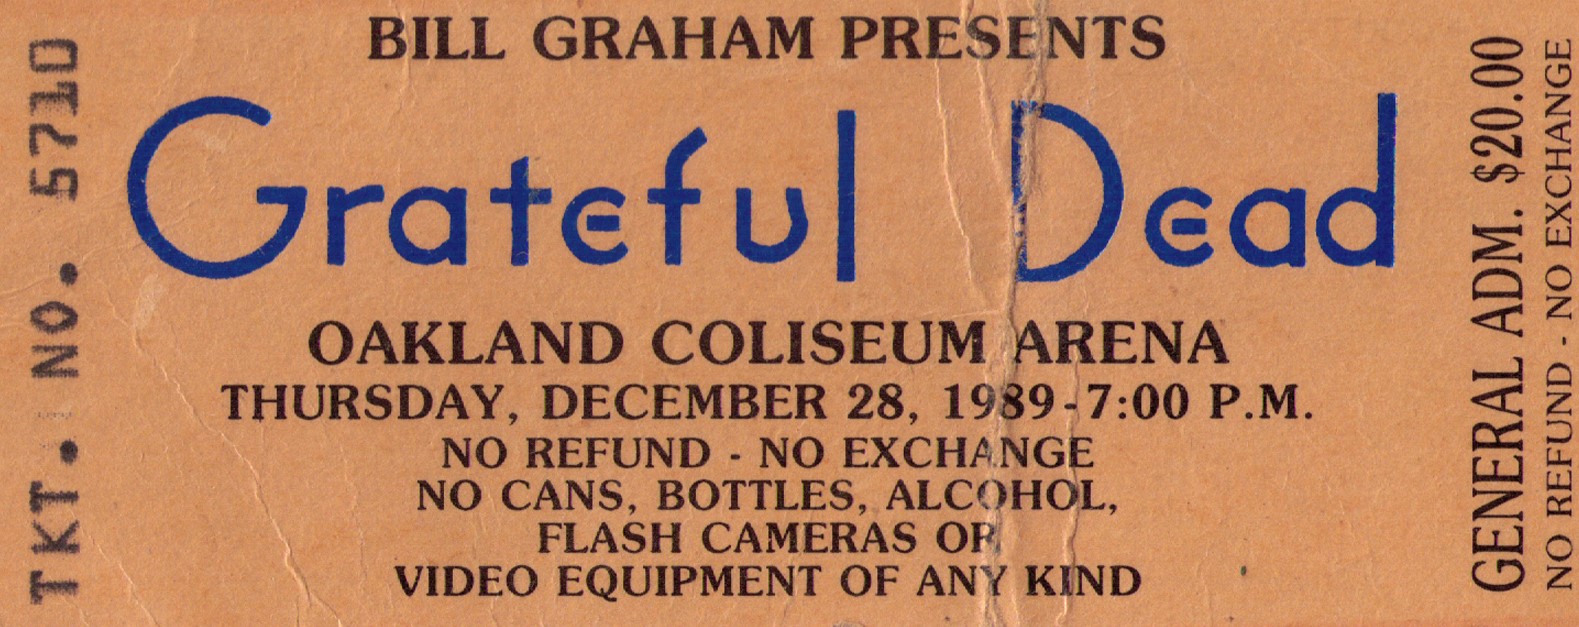 BILL GRAHAM PRESENTS
Grateful Dead
OAKLAND COLISEUM ARENA
THURSDAY, DECEMBER 28, 1989-7:00 P.M.
NO REFUND - NO EXCHANGE
NO CANS, BOTTLES, ALCOHOL,
FLASH CAMERAS OR
VIDEO EQUIPMENT OF ANY KIND
TKT. NO. 5710
GENERAL ADM. $20.00
NO REFUND - NO EXCHANGE